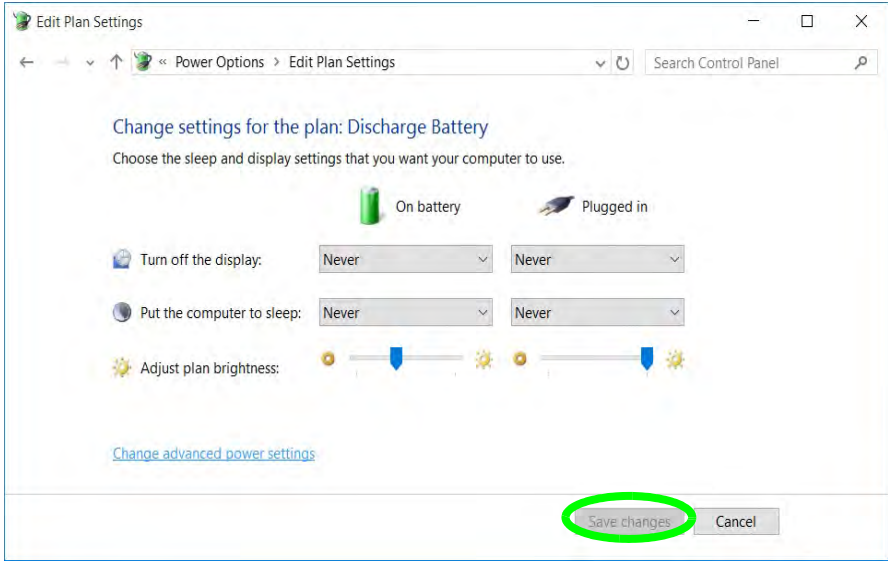 Edit Plan Settings
« Power Options > Edit Plan Settings
Search Control Panel
Change settings for the plan: Discharge Battery
Choose the sleep and display settings that you want your computer to use.
On battery Plugged in
Turn off the display: Never Never
Put the computer to sleep: Never Never
Adjust plan brightness:
Change advanced power settings
Save changes Cancel